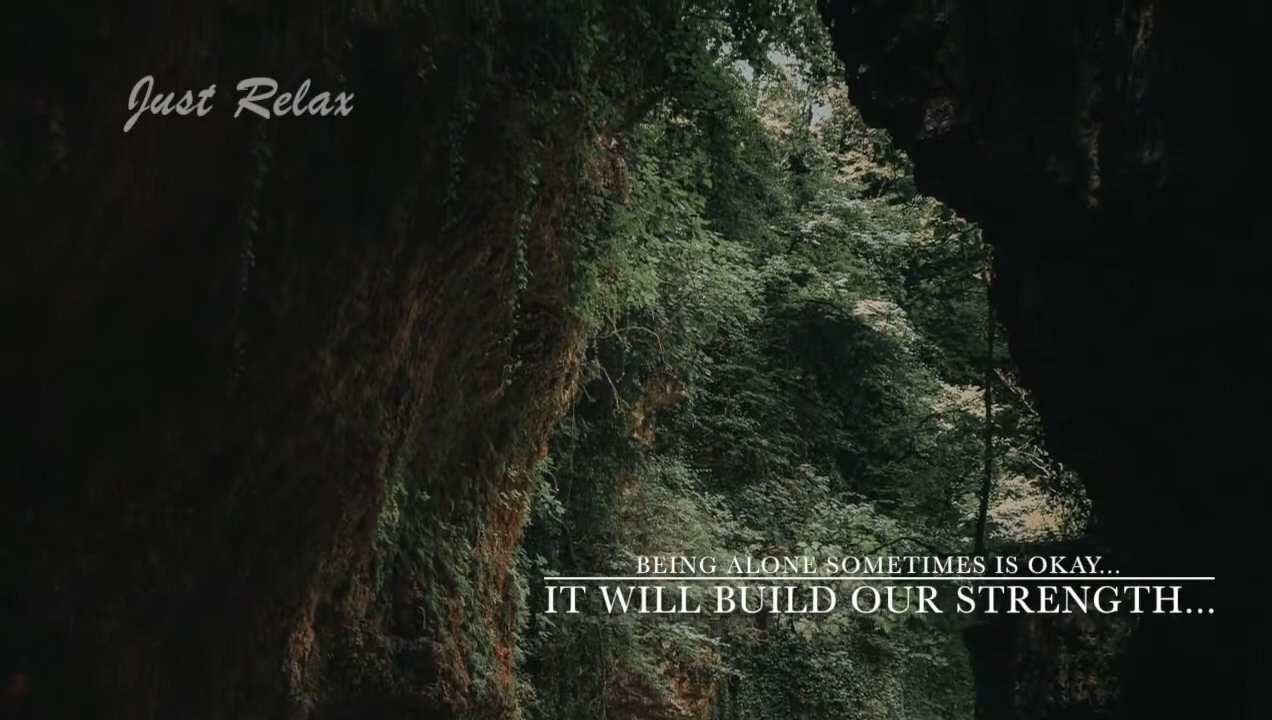 Just Relax
BEING ALONE SOMETIMES IS OKAY...
IT WILL BUILD OUR STRENGTH...